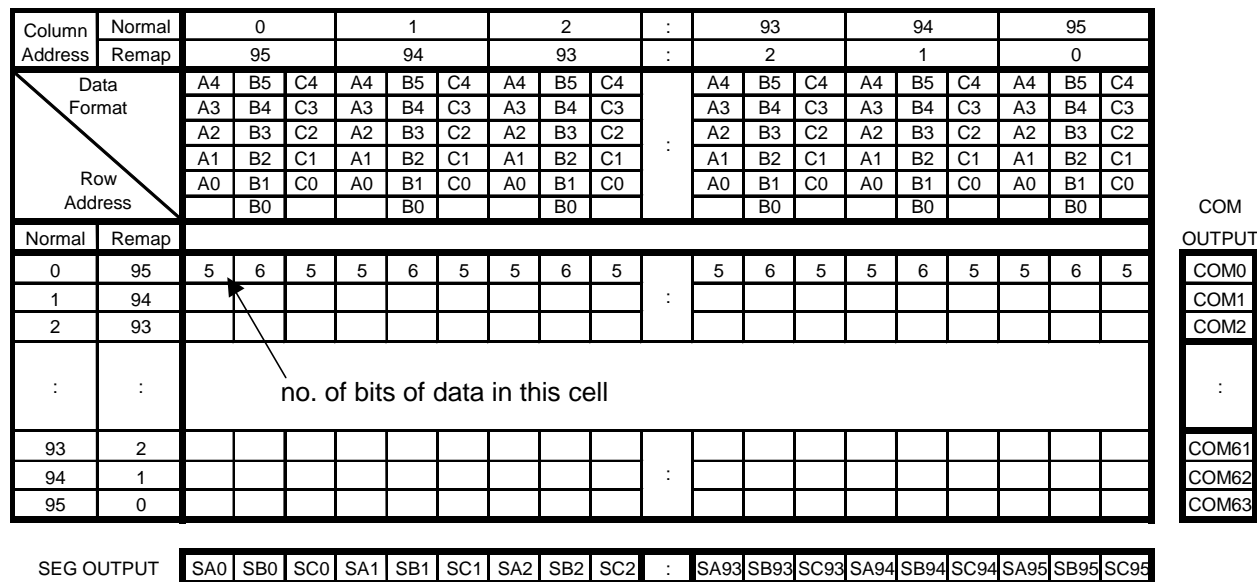 Column Address Normal 0 1 2 : 93 94 95
Remap 95 94 93 : 2 1 0
Data Format A4 B5 C4 A4 B5 C4 A4 B5 C4 A4 B5 C4 A4 B5 C4 A4 B5 C4
A3 B4 C3 A3 B4 C3 A3 B4 C3 A3 B4 C3 A3 B4 C3 A3 B4 C3
A2 B3 C2 A2 B3 C2 A2 B3 C2 : A2 B3 C2 A2 B3 C2 A2 B3 C2
A1 B2 C1 A1 B2 C1 A1 B2 C1 A1 B2 C1 A1 B2 C1 A1 B2 C1
Row Address A0 B1 C0 A0 B1 C0 A0 B1 C0 A0 B1 C0 A0 B1 C0 A0 B1 C0
B0 B0 B0 B0 B0 B0 COM
Normal Remap OUTPUT
0 95 5 6 5 5 6 5 5 6 5 5 6 5 5 6 5 5 6 5 COM0
1 94 : COM1
2 93 COM2
: : no. of bits of data in this cell :
93 2 COM61
94 1 : COM62
95 0 COM63
SEG OUTPUT SA0 SB0 SC0 SA1 SB1 SC1 SA2 SB2 SC2 : SA93 SB93 SC93 SA94 SB94 SC94 SA95 SB95 SC95